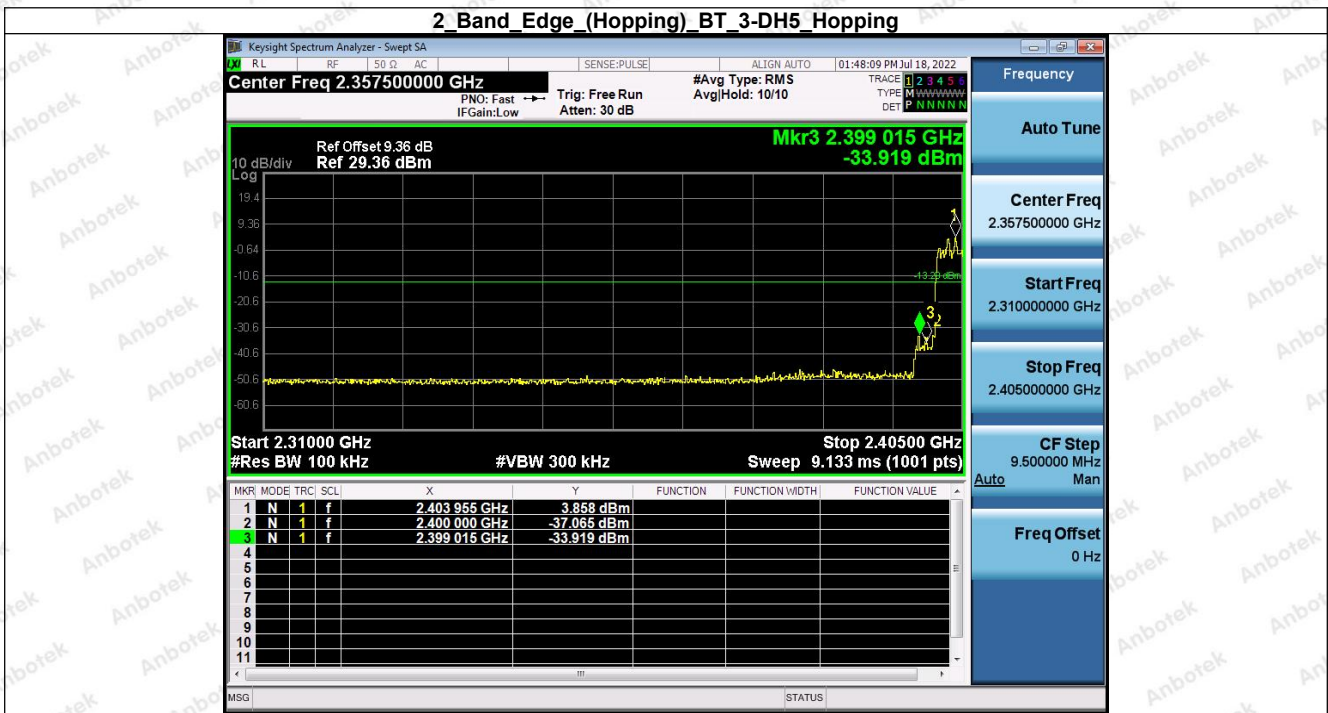 2_Band_Edge_(Hopping)_BT_3-DH5_Hopping
Keysight Spectrum Analyzer - Swept SA
LXI RL RF 50 Ω AC SENSE:PULSE ALIGN AUTO 01:48:09 PM Jul 18, 2022
Center Freq 2.357500000 GHz
PNO: Fast Trig: Free Run #Avg Type: RMS TRACE 1 2 3 4 5 6
IFGain:Low Atten: 30 dB Avg|Hold: 10/10 TYPE M W W W W W
DET P N N N N N
Mkr3 2.399 015 GHz
-33.919 dBm
Ref Offset 9.36 dB
10 dB/div Ref 29.36 dBm
Log
19.4
9.36
-0.64
-10.6
-20.6
-30.6
-40.6
-50.6
-60.6
1
-13.29 dBm
3
2
Start 2.31000 GHz Stop 2.40500 GHz
#Res BW 100 kHz #VBW 300 kHz Sweep 9.133 ms (1001 pts)
MKR MODE TRC SCL X Y FUNCTION FUNCTION WIDTH FUNCTION VALUE
1 N 1 f 2.403 955 GHz 3.858 dBm
2 N 1 f 2.400 000 GHz -37.065 dBm
3 N 1 f 2.399 015 GHz -33.919 dBm
4
5
6
7
8
9
10
11
MSG STATUS
Frequency
Auto Tune
Center Freq
2.357500000 GHz
Start Freq
2.310000000 GHz
Stop Freq
2.405000000 GHz
CF Step
9.500000 MHz
Auto Man
Freq Offset
0 Hz
Anbotek